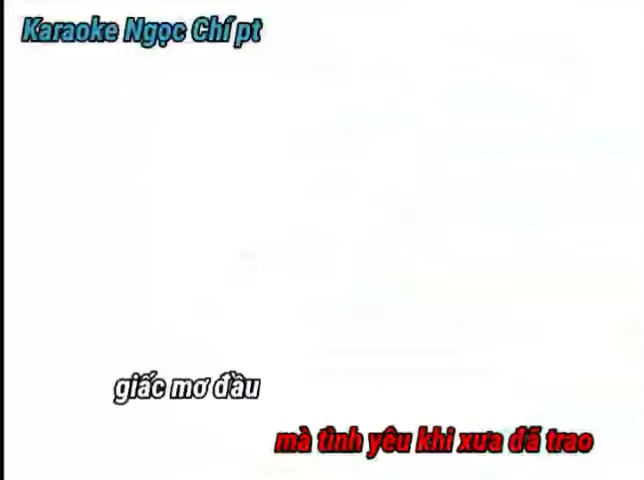 Karaoke Ngọc Chí pt
giấc mơ đầu
mà tình yêu khi xưa đã trao